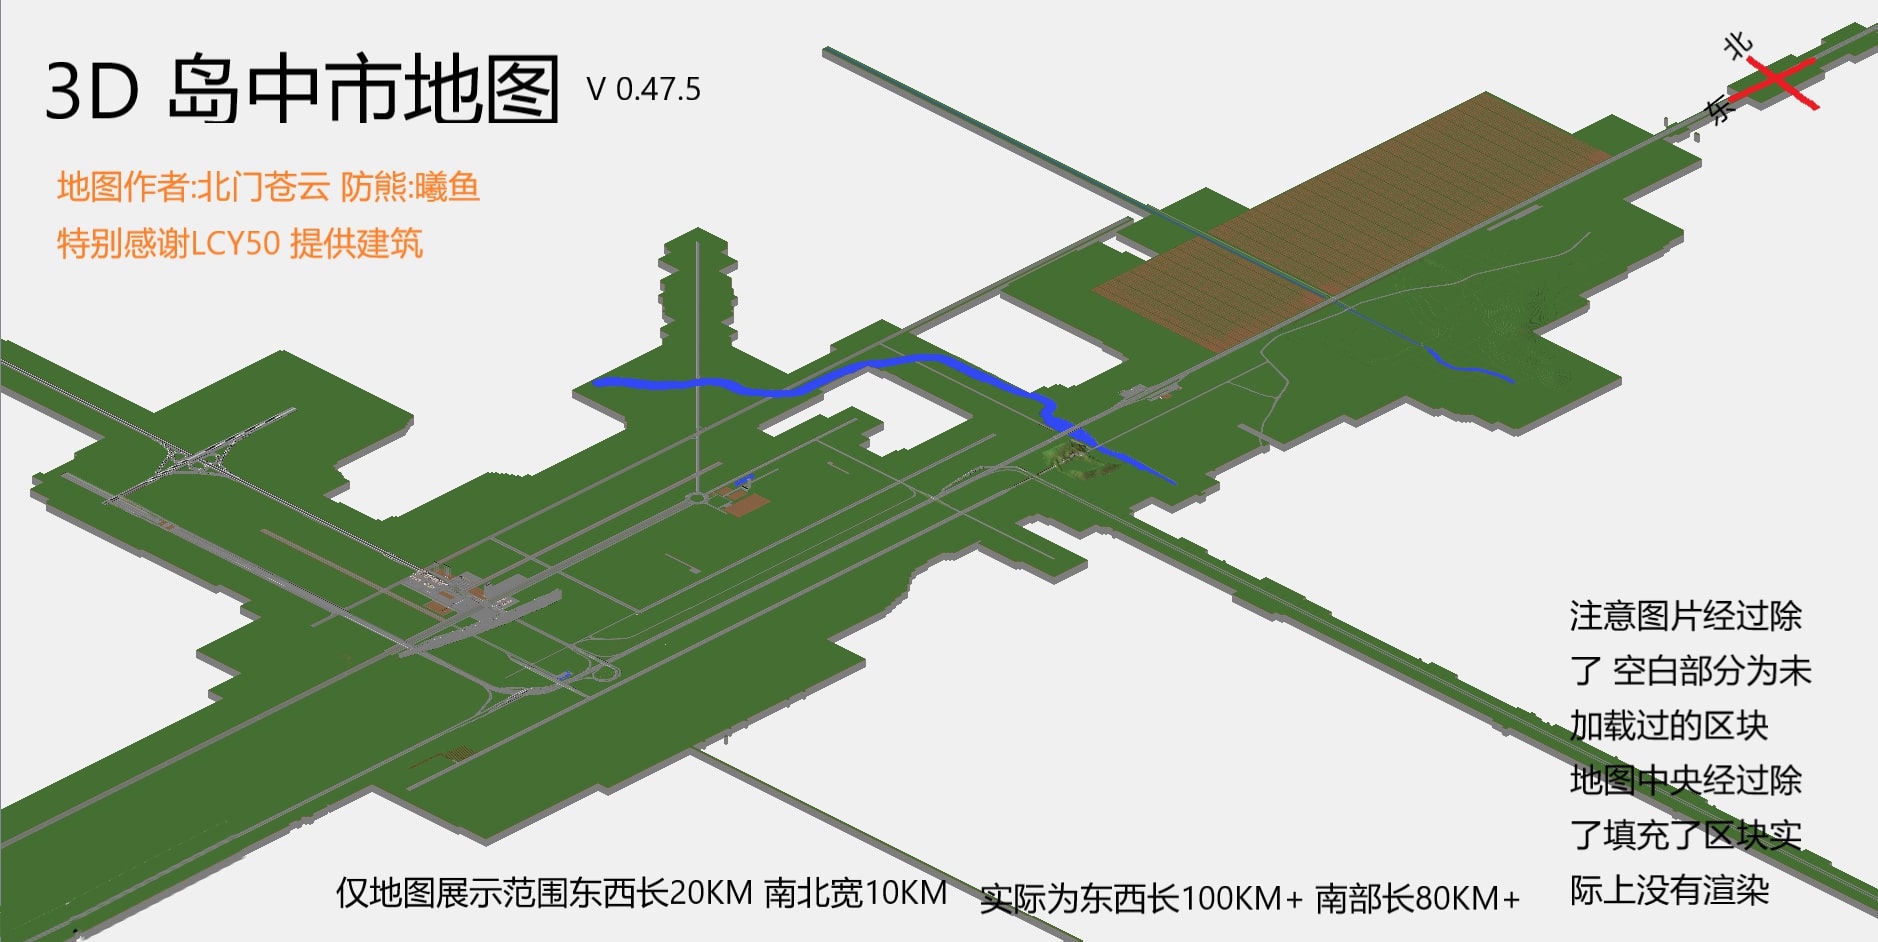 3D 岛中市地图 V 0.47.5
地图作者:北门苍云 防熊:曦鱼
特别感谢LCY50 提供建筑
北
东
注意图片经过除
了 空白部分为未
加载过的区块
地图中央经过除
了填充了区块实
际上没有渲染
仅地图展示范围东西长20KM 南北宽10KM
实际为东西长100KM+ 南部长80KM+